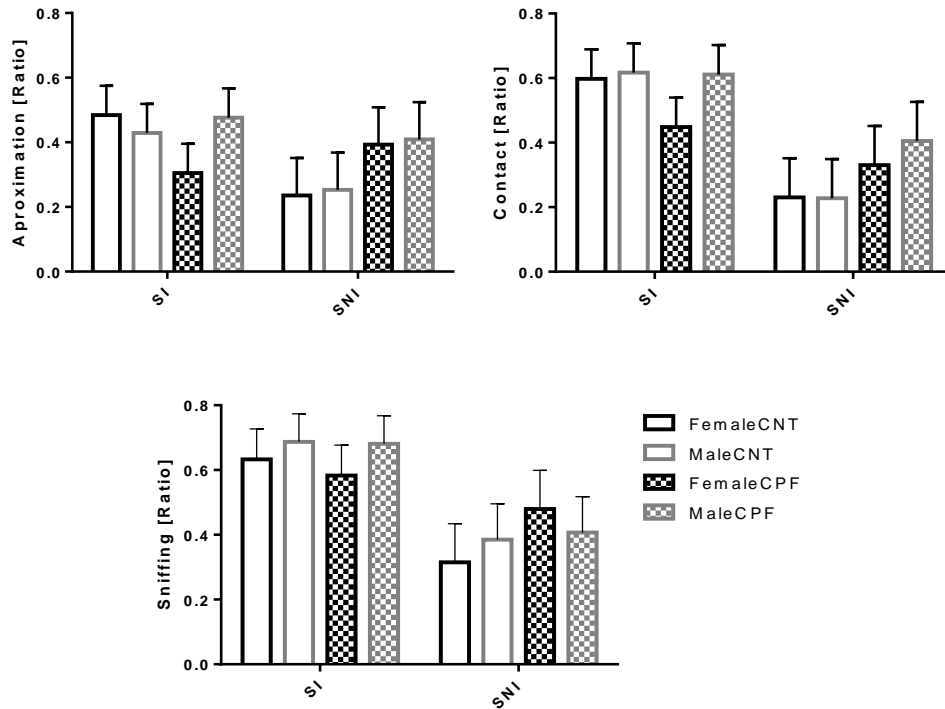 Aproximation [Ratio]
0.8
0.6
0.4
0.2
0.0
SI
SNI
Contact [Ratio]
0.8
0.6
0.4
0.2
0.0
SI
SNI
Sniffing [Ratio]
0.8
0.6
0.4
0.2
0.0
SI
SNI
FemaleCNT
MaleCNT
FemaleCPF
MaleCPF